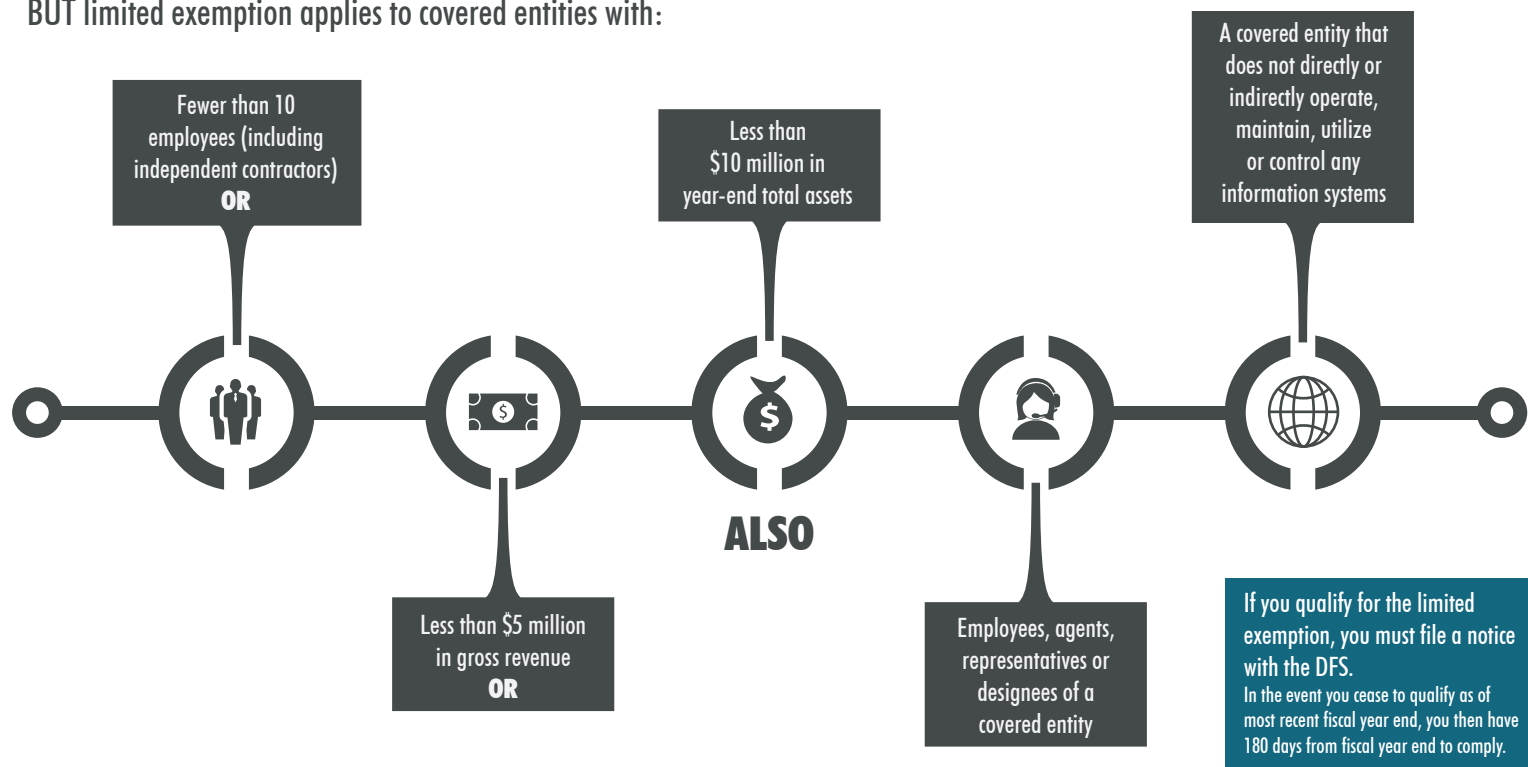 BUT limited exemption applies to covered entities with:
Fewer than 10
employees (including
independent contractors)
OR
Less than $5 million
in gross revenue
OR
Less than
$10 million in
year-end total assets
ALSO
Employees, agents,
representatives or
designees of a
covered entity
A covered entity that
does not directly or
indirectly operate,
maintain, utilize
or control any
information systems
$
$
If you qualify for the limited
exemption, you must file a notice
with the DFS.
In the event you cease to qualify as of
most recent fiscal year end, you then have
180 days from fiscal year end to comply.